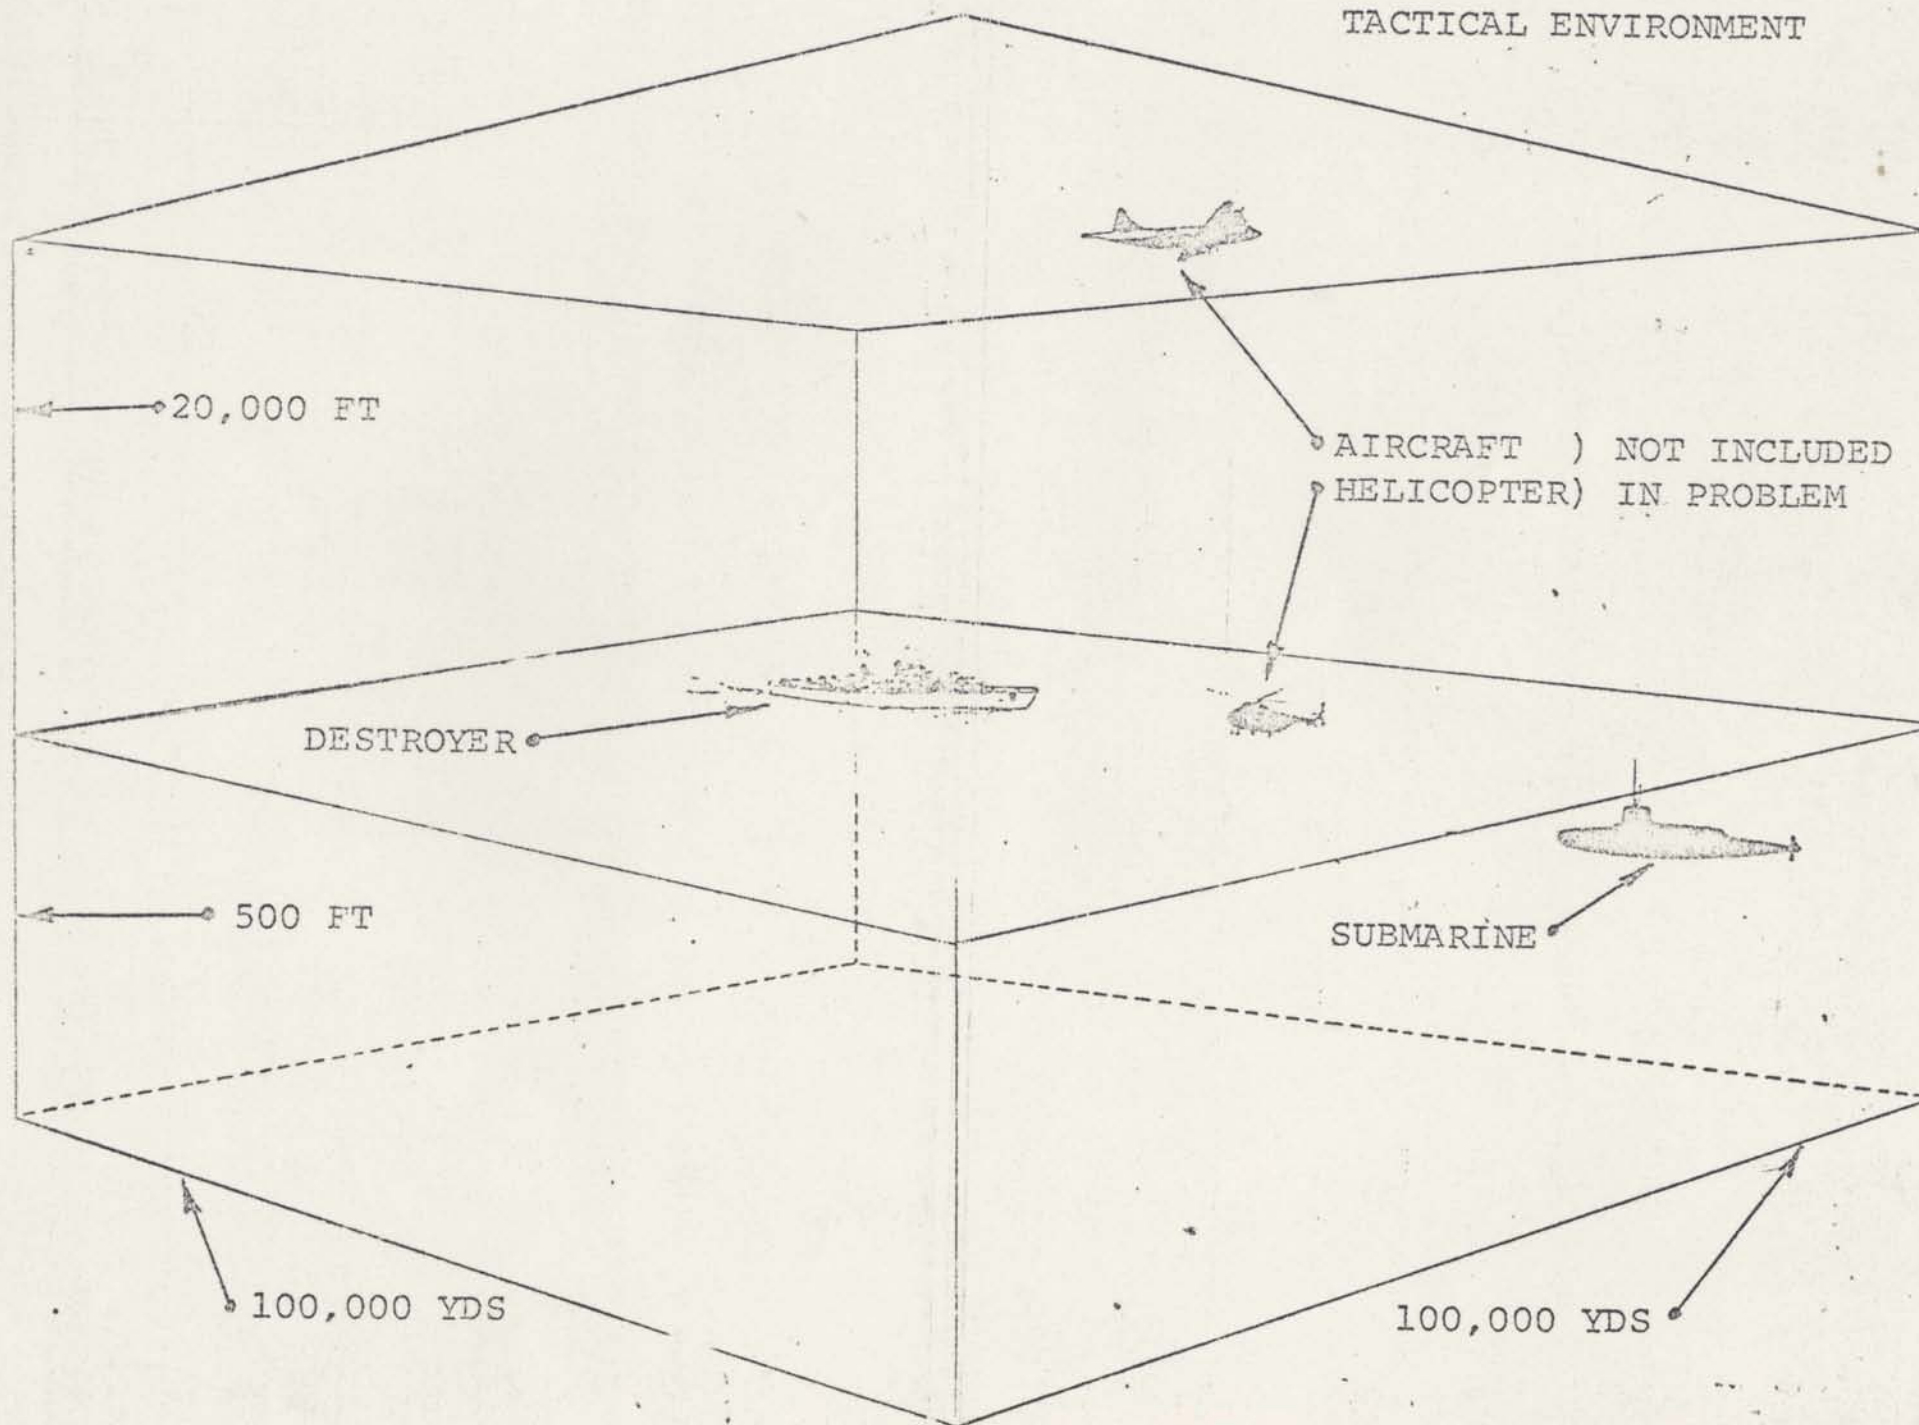 TACTICAL ENVIRONMENT
20,000 FT
AIRCRAFT ) NOT INCLUDED
HELICOPTER) IN PROBLEM
DESTROYER
500 FT
SUBMARINE
100,000 YDS
100,000 YDS